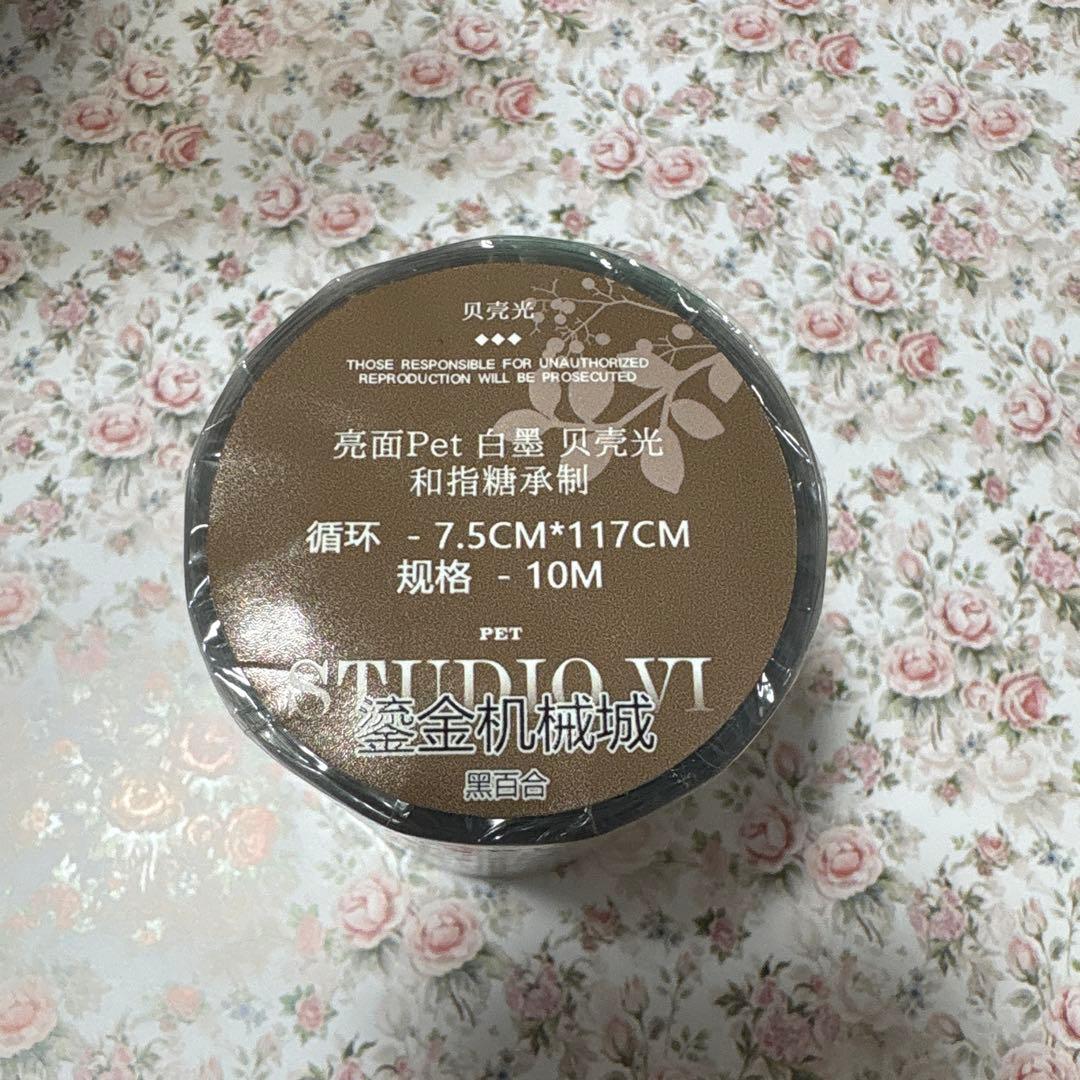 贝壳光
THOSE RESPONSIBLE FOR UNAUTHORIZED
REPRODUCTION WILL BE PROSECUTED
亮面Pet 白墨 贝壳光
和指糖承制
循环 - 7.5CM*117CM
规格 - 10M
PET
STUDIO YI
鎏金机械城
黑百合